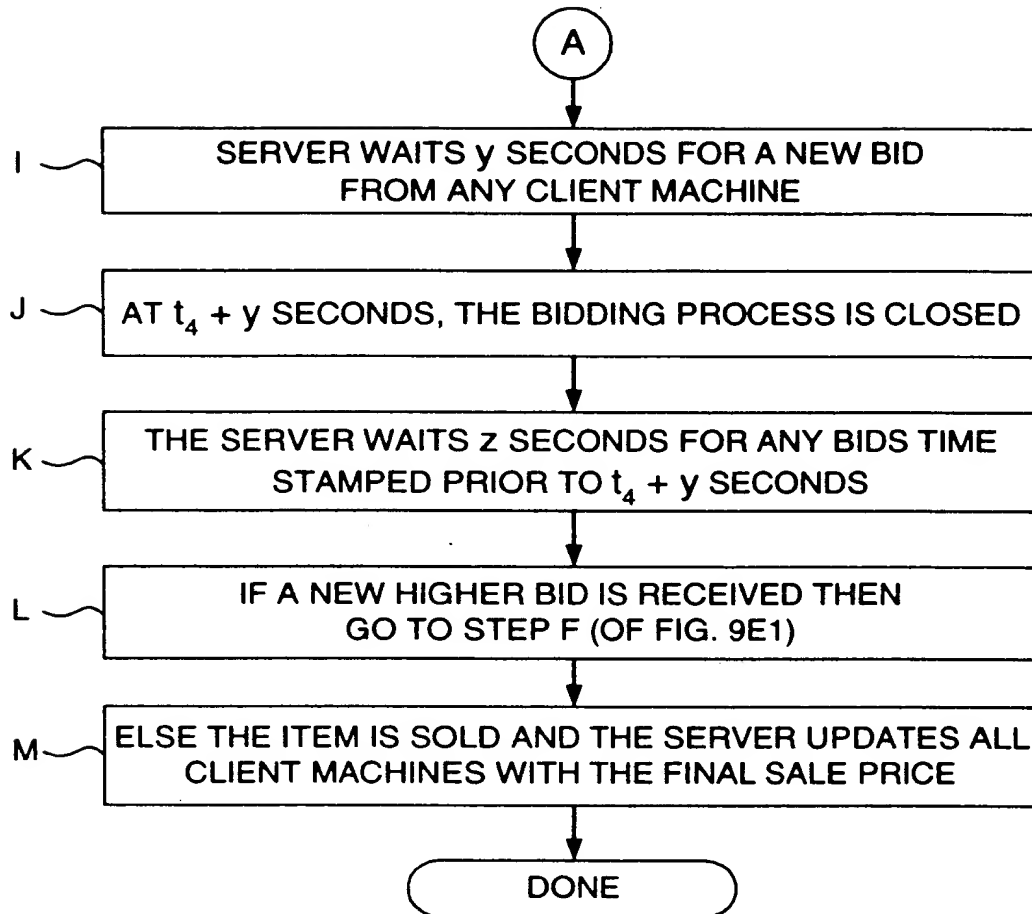 A
I
SERVER WAITS y SECONDS FOR A NEW BID
FROM ANY CLIENT MACHINE
J
AT t₄ + y SECONDS, THE BIDDING PROCESS IS CLOSED
K
THE SERVER WAITS z SECONDS FOR ANY BIDS TIME
STAMPED PRIOR TO t₄ + y SECONDS
L
IF A NEW HIGHER BID IS RECEIVED THEN
GO TO STEP F (OF FIG. 9E1)
M
ELSE THE ITEM IS SOLD AND THE SERVER UPDATES ALL
CLIENT MACHINES WITH THE FINAL SALE PRICE
DONE